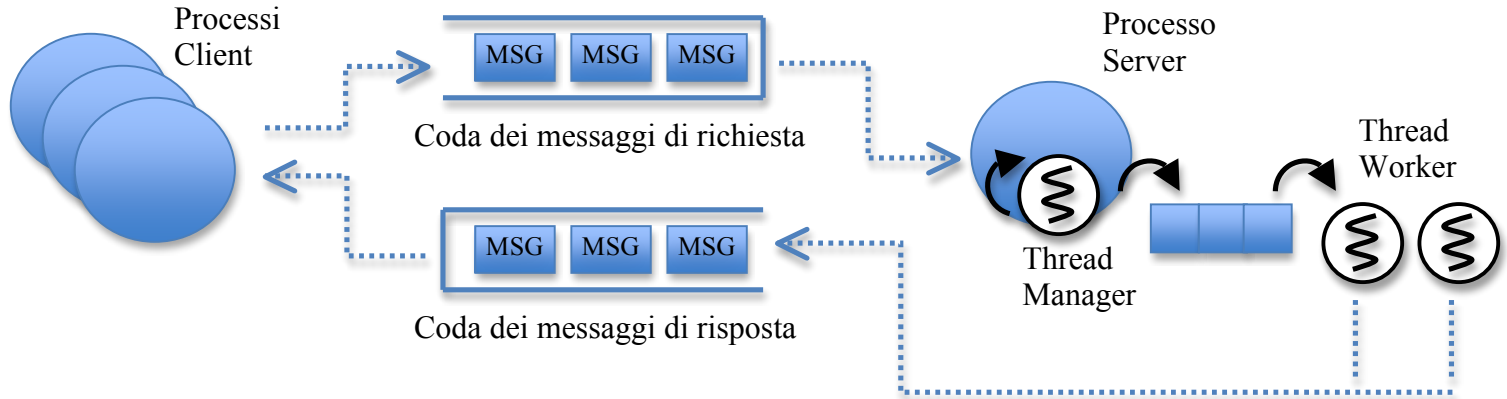 Processi
Client
MSG MSG MSG
Coda dei messaggi di richiesta
MSG MSG MSG
Coda dei messaggi di risposta
Processo
Server
Thread
Manager
Thread
Worker